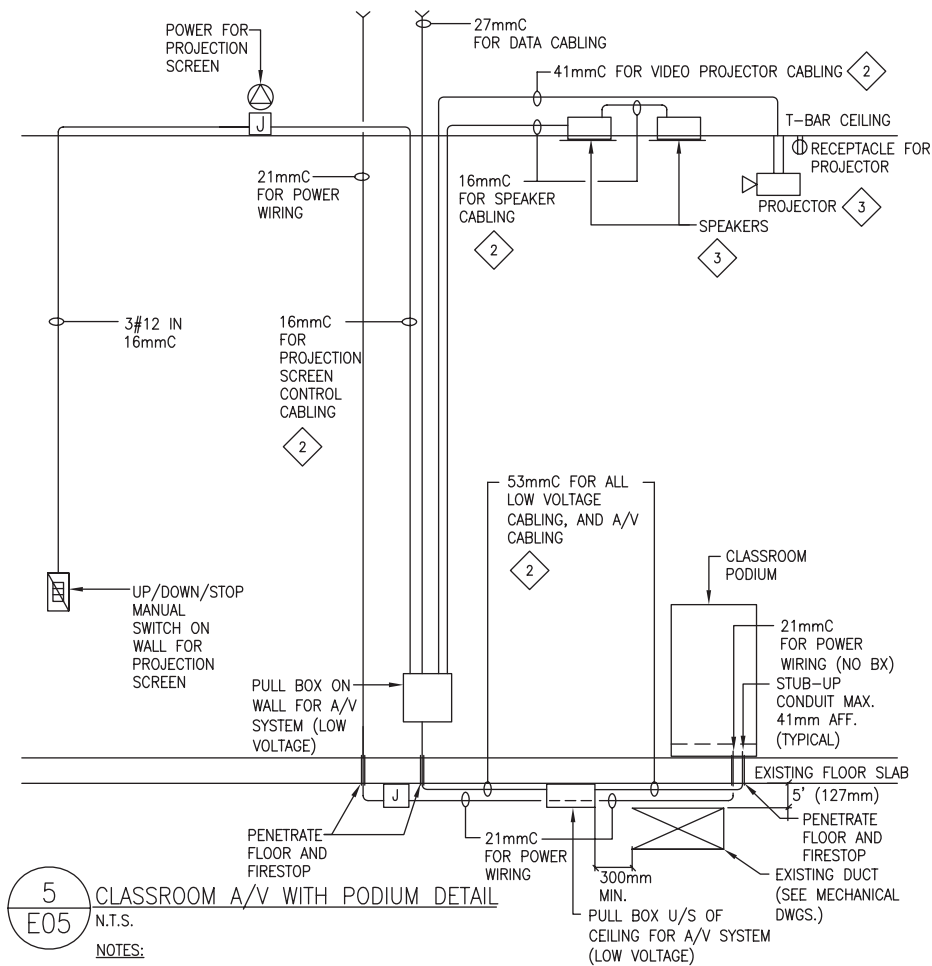 POWER FOR
PROJECTION
SCREEN
27mmC
FOR DATA CABLING
41mmC FOR VIDEO PROJECTOR CABLING
2
J
T-BAR CEILING
RECEPTACLE FOR
PROJECTOR
21mmC
FOR POWER
WIRING
16mmC
FOR SPEAKER
CABLING
2
PROJECTOR
3
SPEAKERS
3
3#12 IN
16mmC
16mmC
FOR
PROJECTION
SCREEN
CONTROL
CABLING
2
53mmC FOR ALL
LOW VOLTAGE
CABLING, AND A/V
CABLING
2
CLASSROOM
PODIUM
UP/DOWN/STOP
MANUAL
SWITCH ON
WALL FOR
PROJECTION
SCREEN
21mmC
FOR POWER
WIRING (NO BX)
STUB-UP
CONDUIT MAX.
41mm AFF.
(TYPICAL)
PULL BOX ON
WALL FOR A/V
SYSTEM (LOW
VOLTAGE)
EXISTING FLOOR SLAB
J
5' (127mm)
PENETRATE
FLOOR AND
FIRESTOP
21mmC
FOR POWER
WIRING
300mm
MIN.
PENETRATE
FLOOR AND
FIRESTOP
EXISTING DUCT
(SEE MECHANICAL
DWGS.)
PULL BOX U/S OF
CEILING FOR A/V SYSTEM
(LOW VOLTAGE)
5
E05
CLASSROOM A/V WITH PODIUM DETAIL
N.T.S.
NOTES: